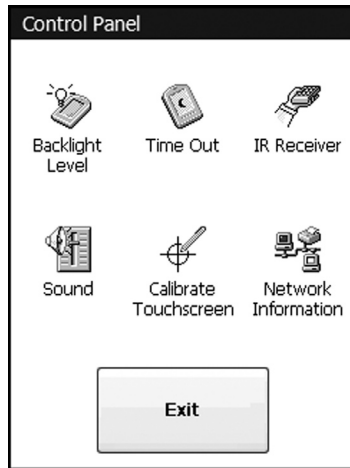 Control Panel
Backlight
Level
Time Out
IR Receiver
Sound
Calibrate
Touchscreen
Network
Information
Exit